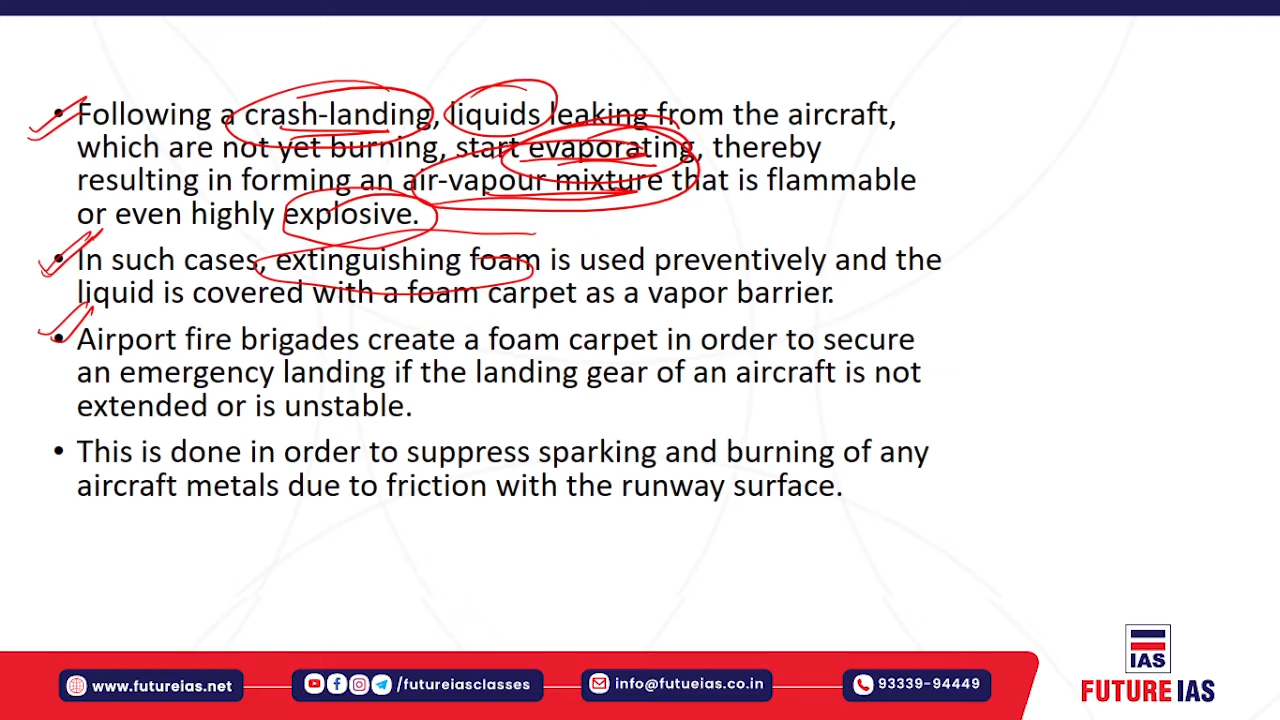 • Following a crash-landing, liquids leaking from the aircraft,
which are not yet burning, start evaporating, thereby
resulting in forming an air-vapour mixture that is flammable
or even highly explosive.
• In such cases, extinguishing foam is used preventively and the
liquid is covered with a foam carpet as a vapor barrier.
• Airport fire brigades create a foam carpet in order to secure
an emergency landing if the landing gear of an aircraft is not
extended or is unstable.
• This is done in order to suppress sparking and burning of any
aircraft metals due to friction with the runway surface.
www.futureias.net
/futureiasclasses
info@futueias.co.in
93339-94449
IAS
FUTURE IAS